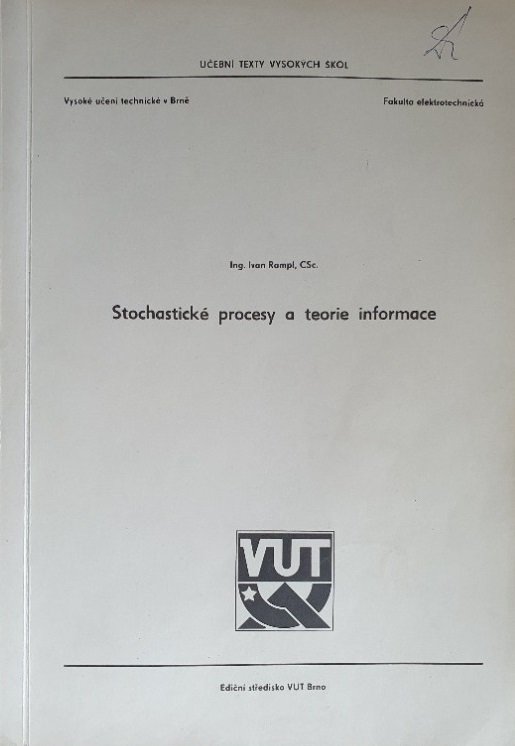 UČEBNÍ TEXTY VYSOKÝCH ŠKOL
Vysoké učení technické v Brně
Fakulta elektrotechnická
Ing. Ivan Rampl, CSc.
Stochastické procesy a teorie informace
VUT
Ediční středisko VUT Brno